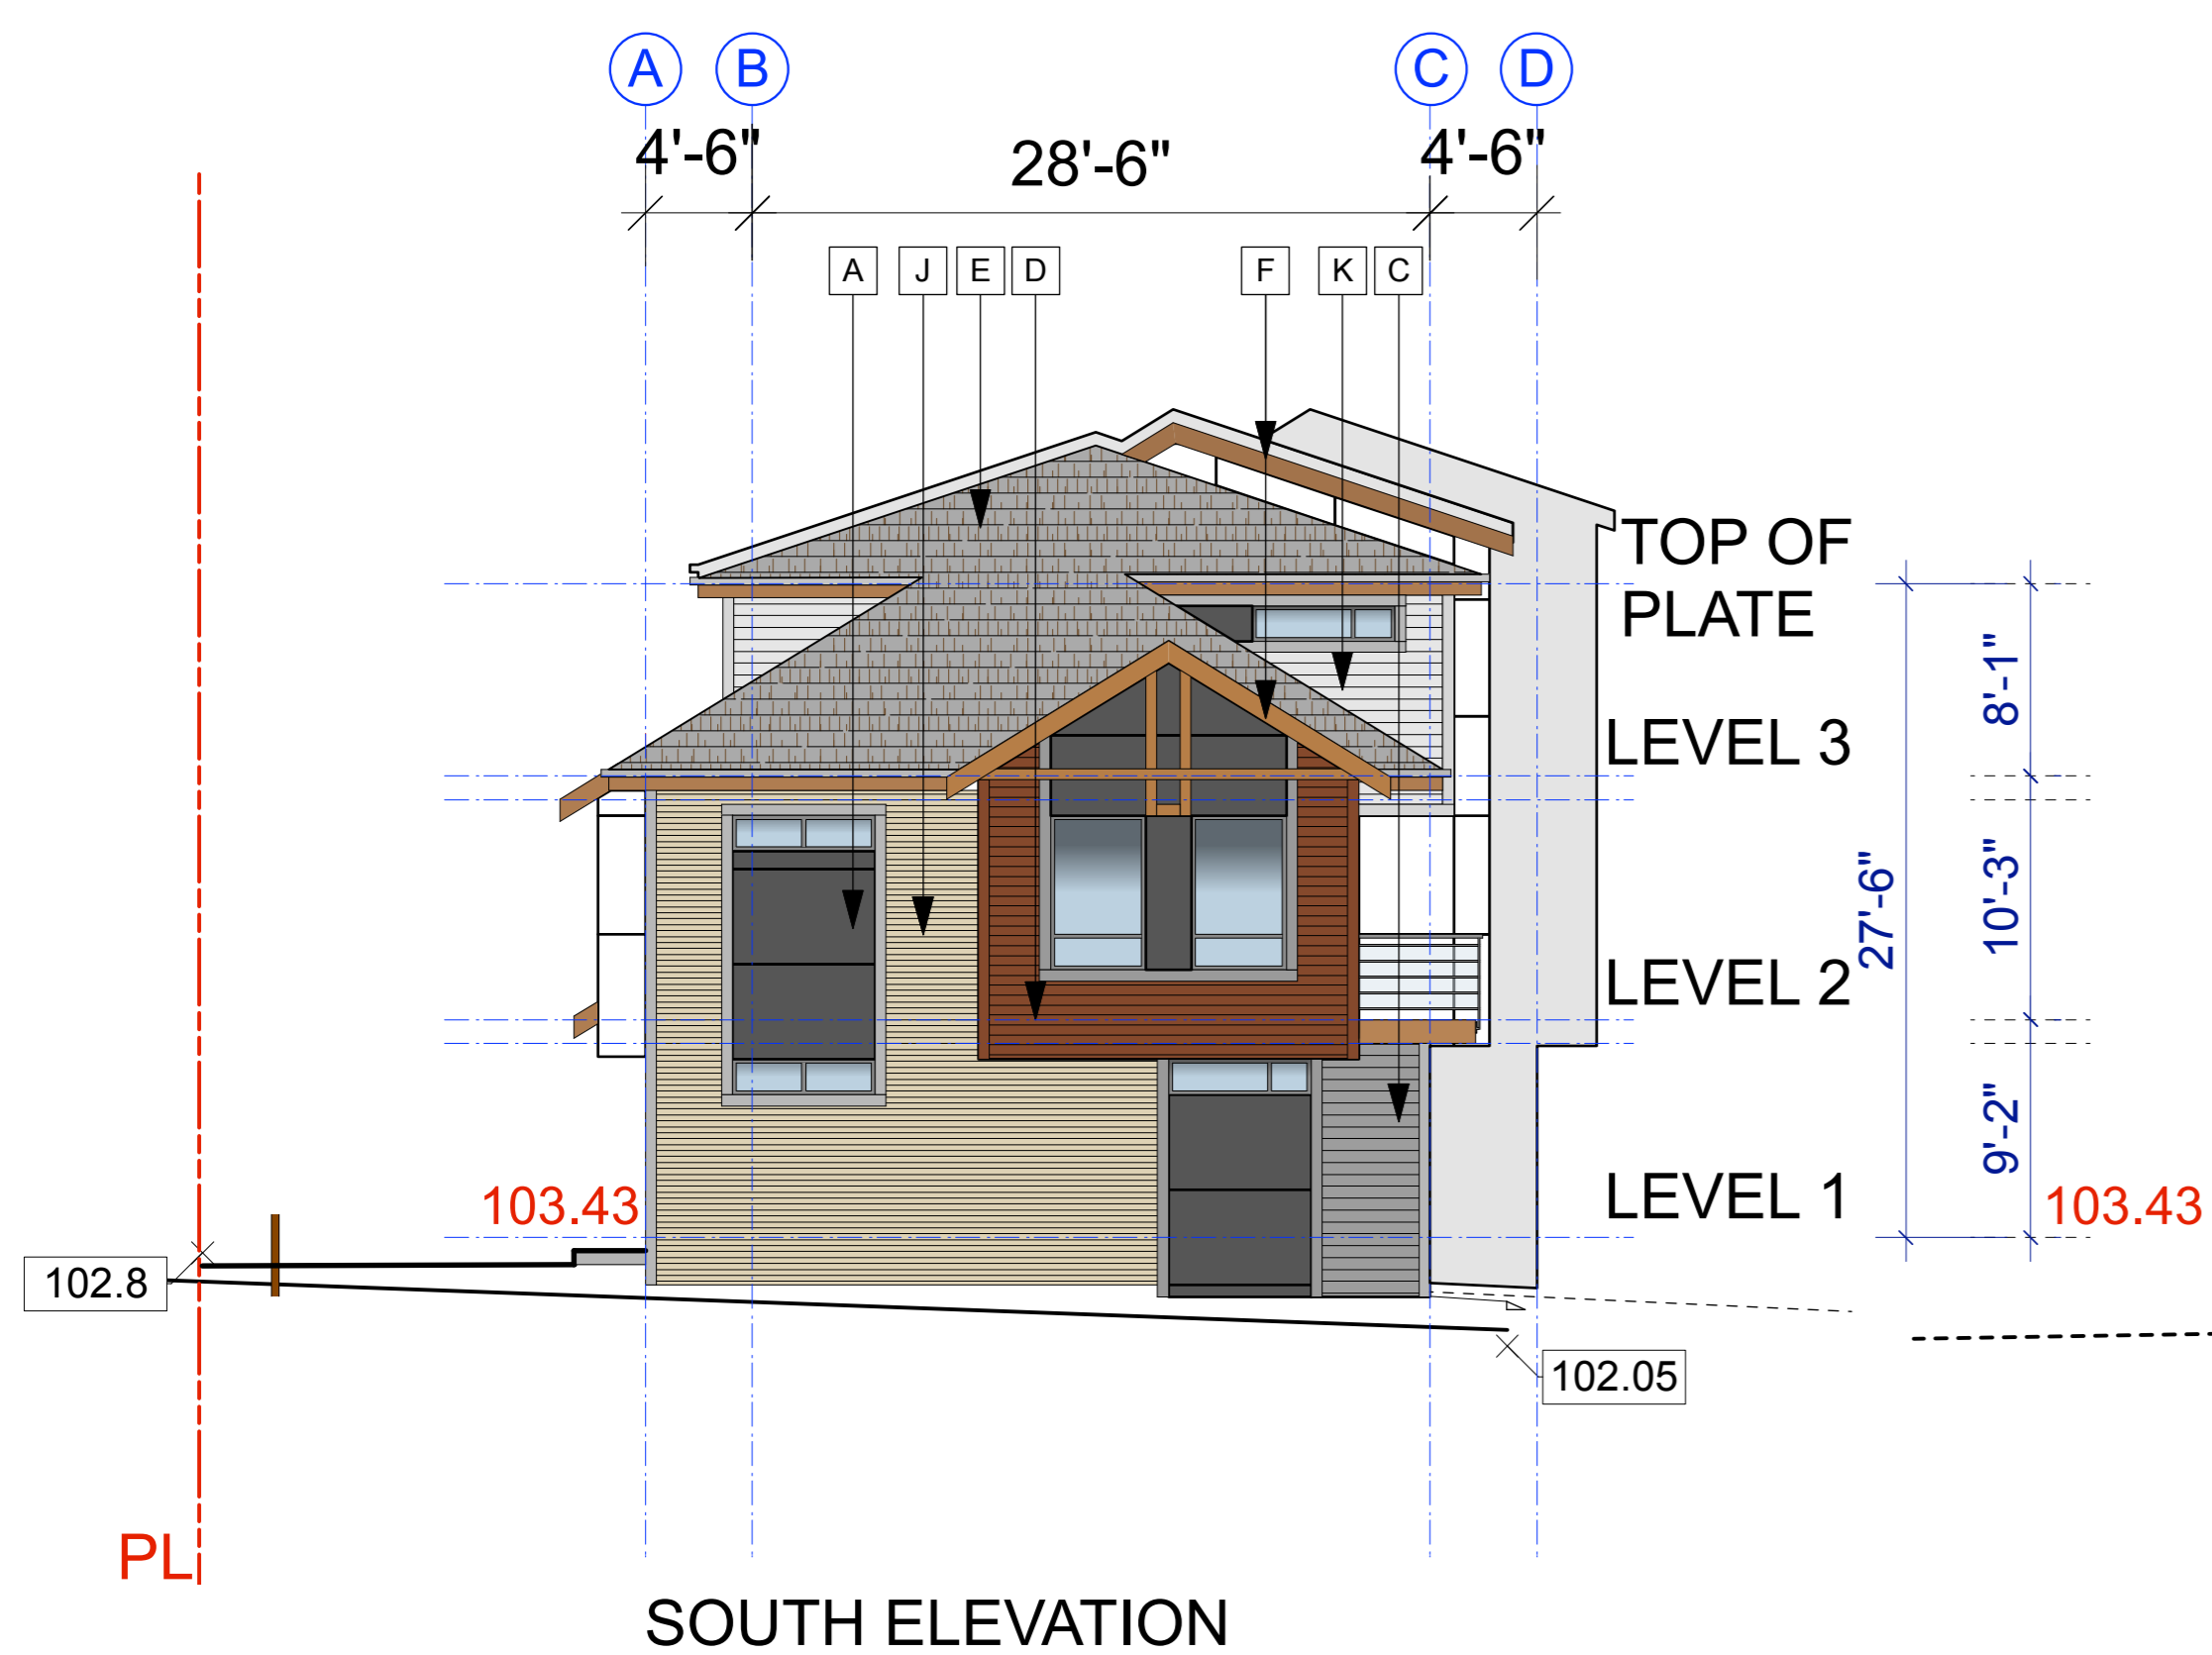 A B C D
4'-6" 28'-6" 4'-6"
A J E D F K C
TOP OF
PLATE
8'-1"
LEVEL 3
27'-6"
10'-3"
LEVEL 2
9'-2"
LEVEL 1
103.43
103.43
102.8
102.05
PL
SOUTH ELEVATION